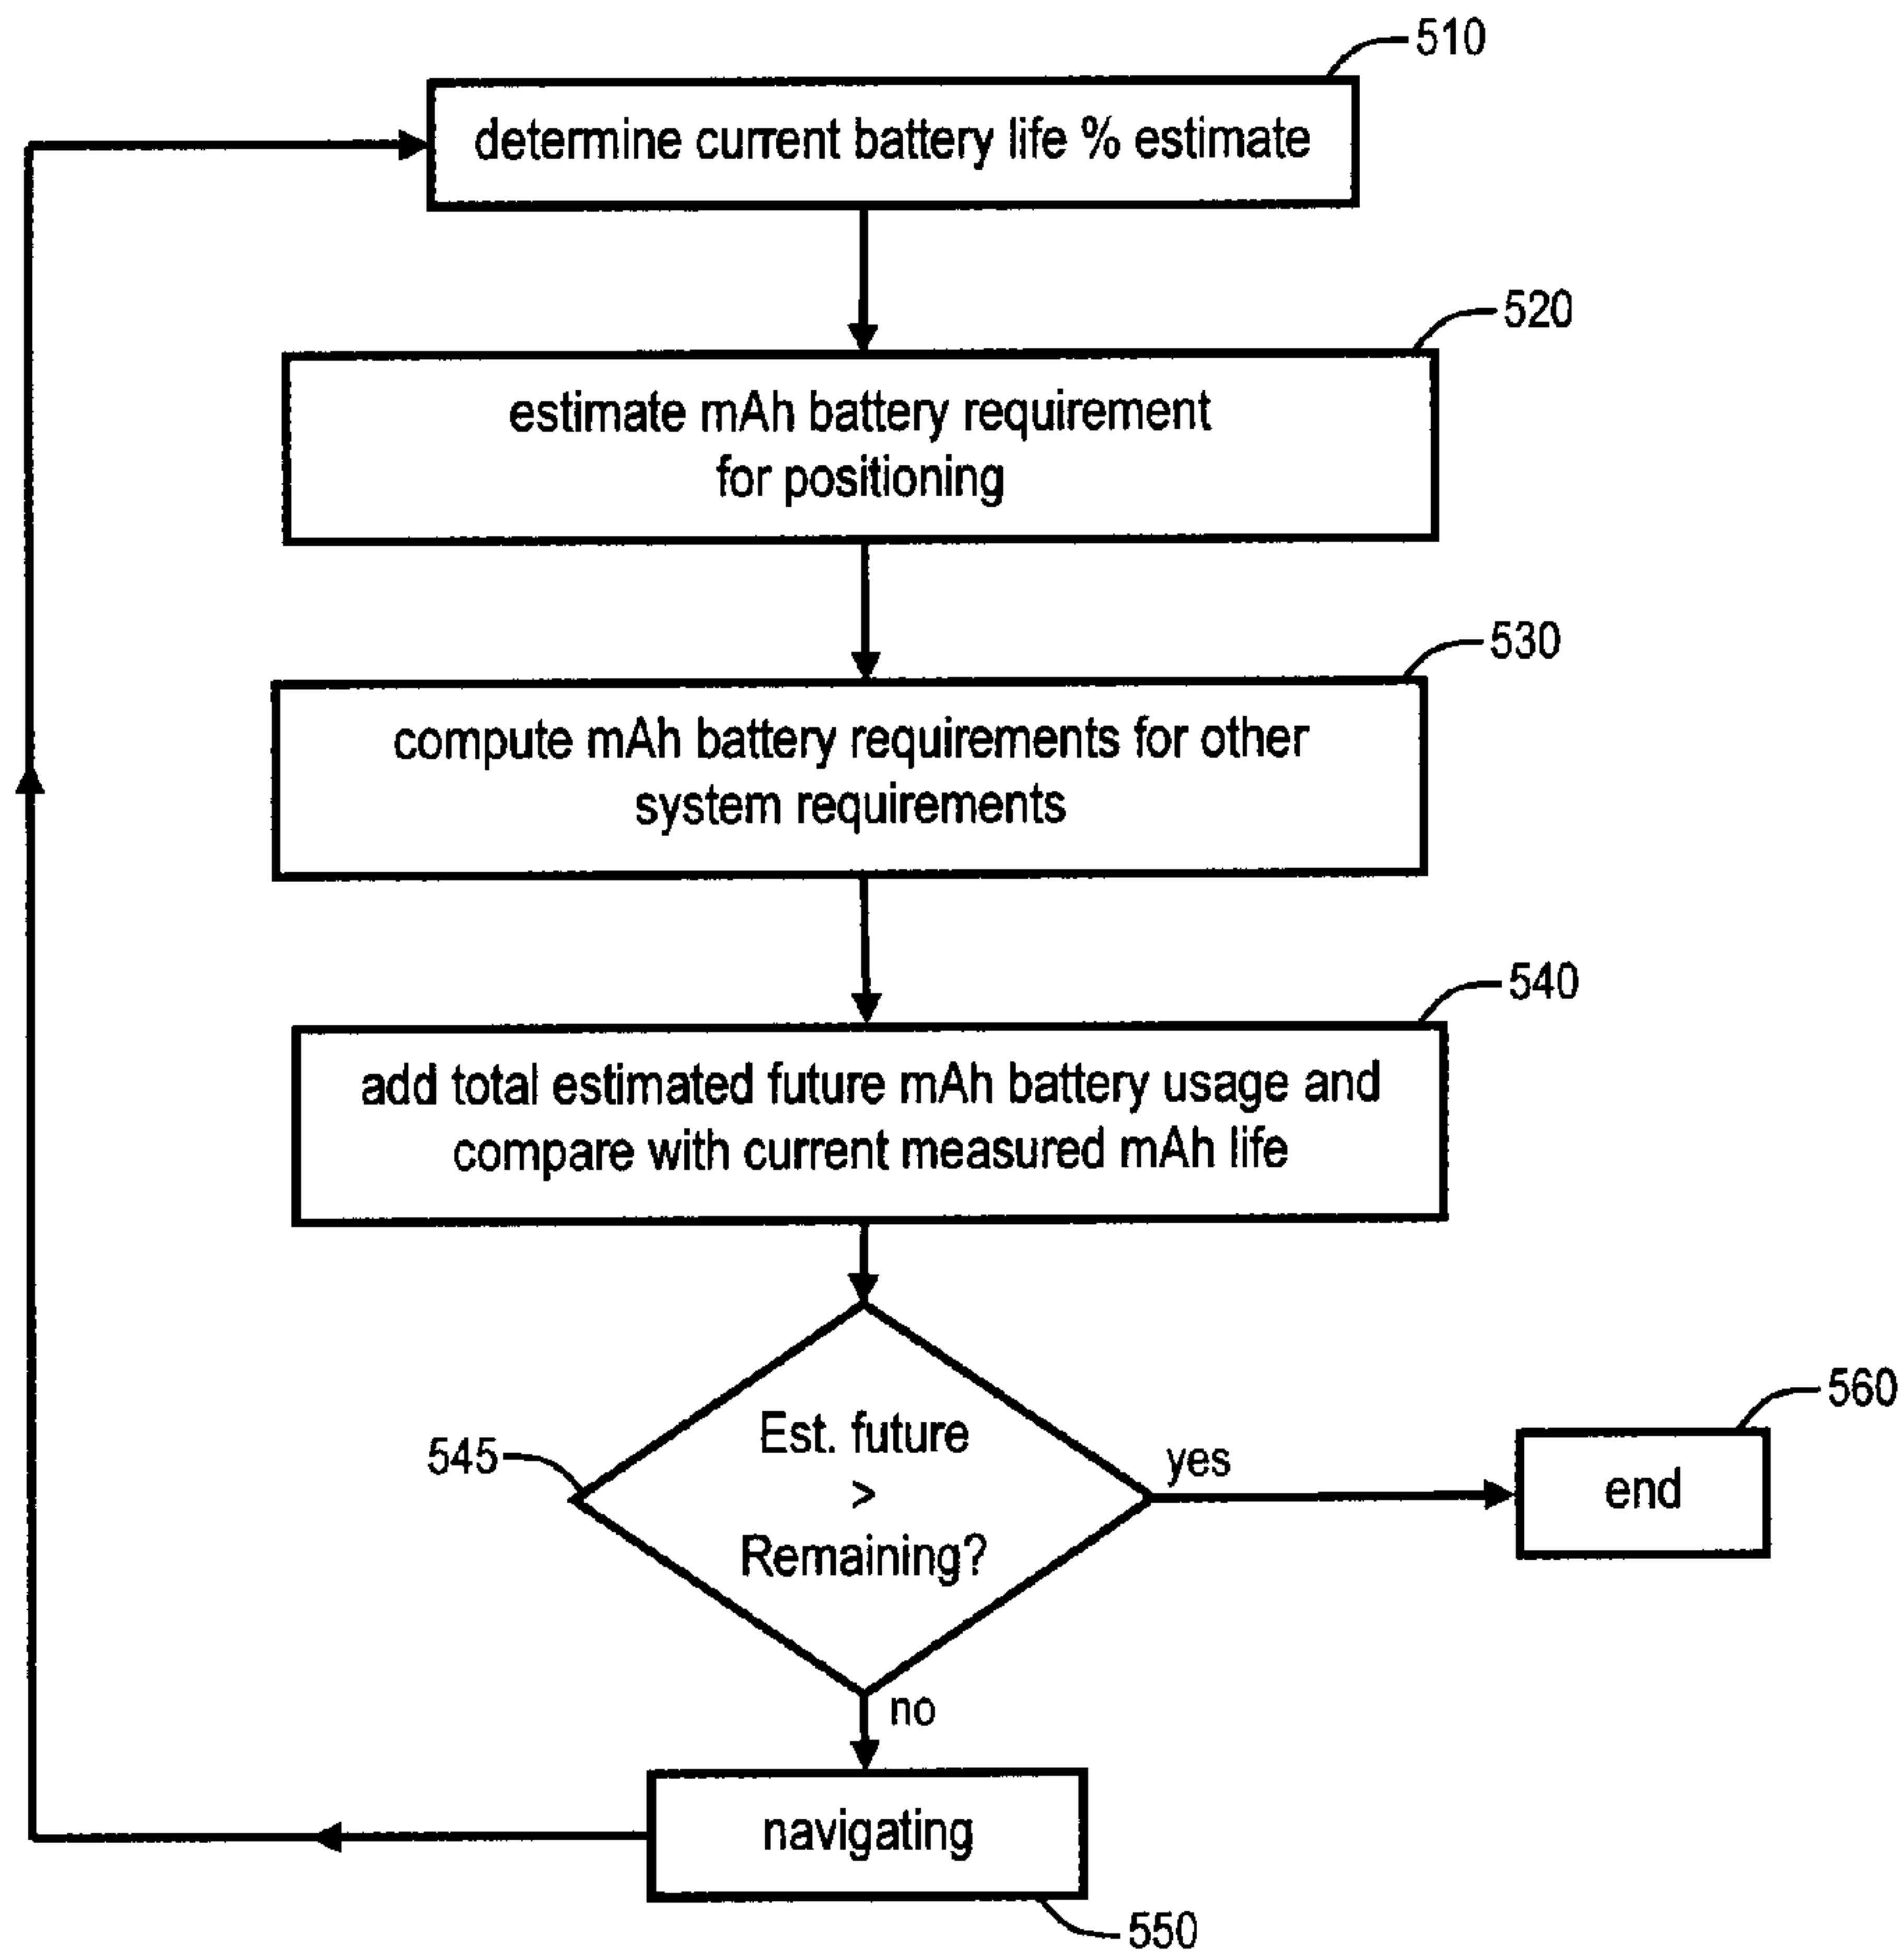 510
determine current battery life % estimate
520
estimate mAh battery requirement
for positioning
530
compute mAh battery requirements for other
system requirements
540
add total estimated future mAh battery usage and
compare with current measured mAh life
545
Est. future
>
Remaining?
yes
560
end
no
navigating
550